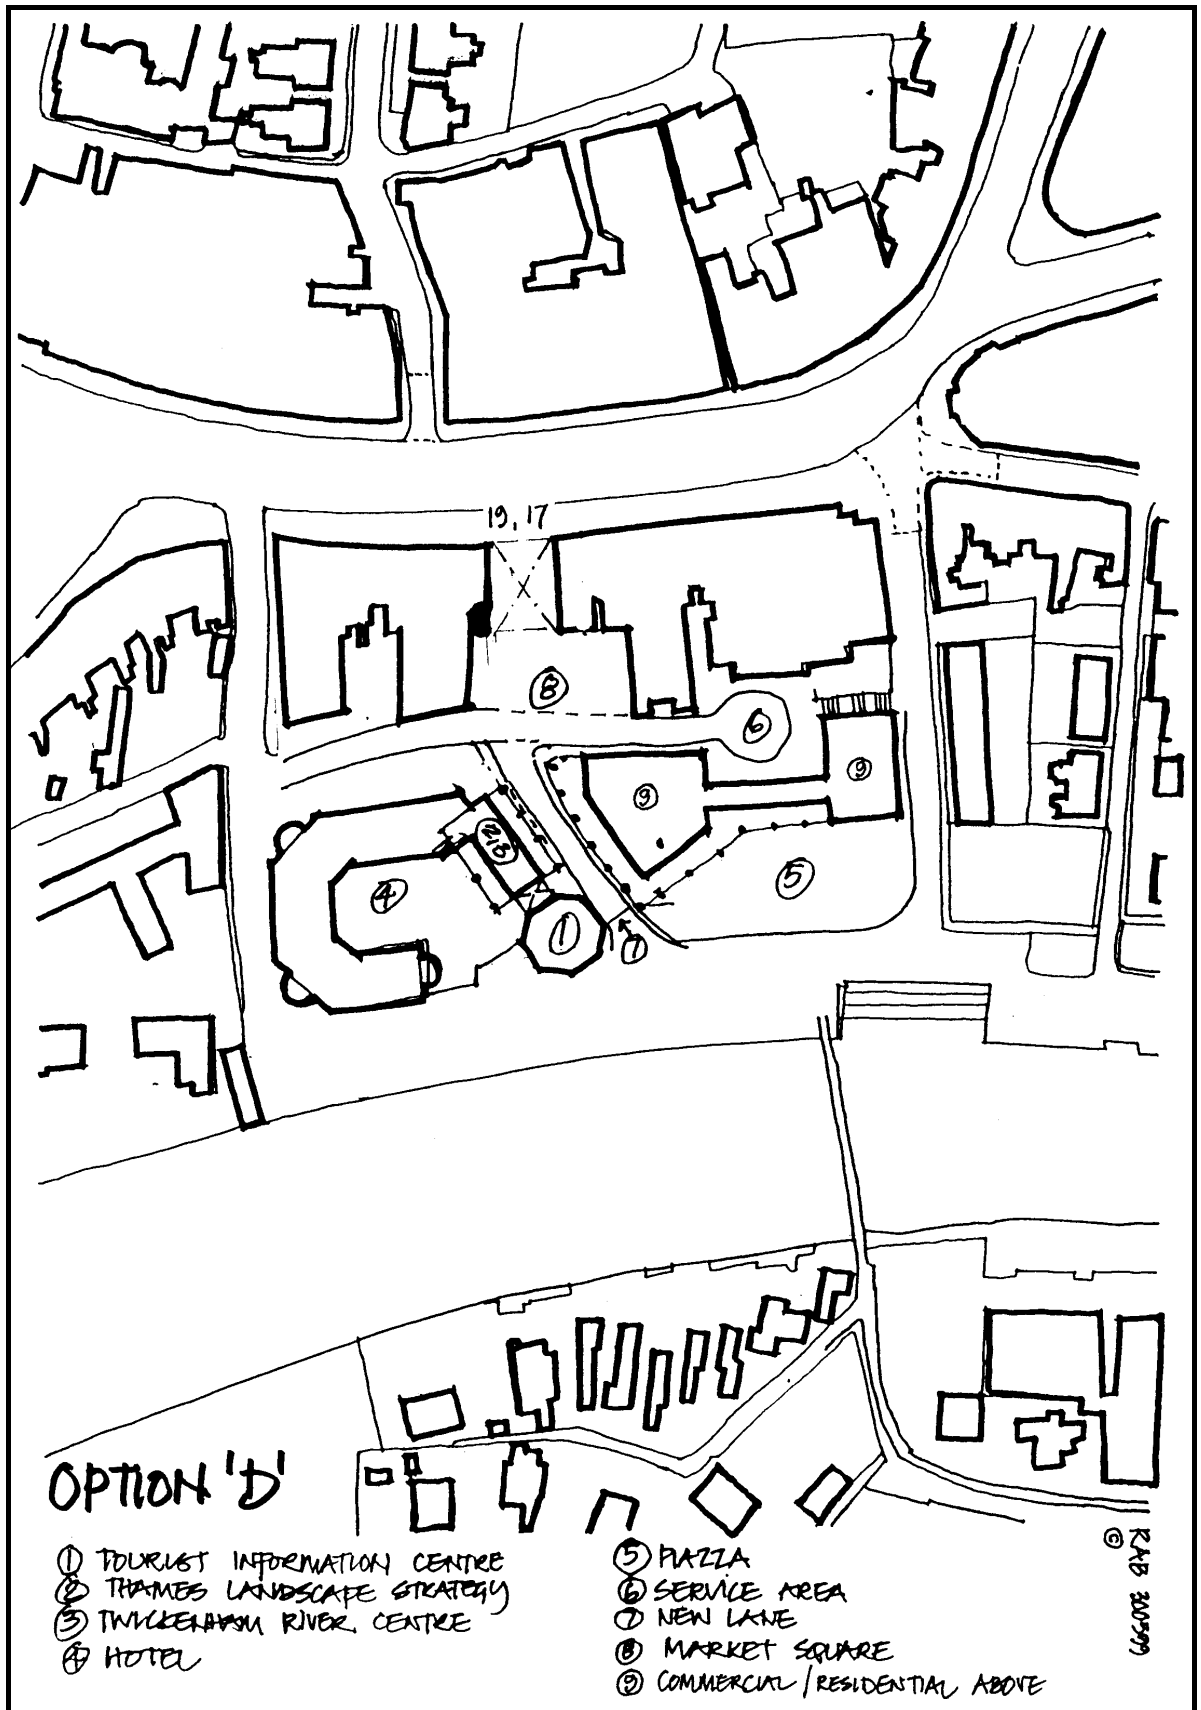 19, 17
8
6
9
9
2,3
4
5
1
7
OPTION 'D'
① TOURIST INFORMATION CENTRE
② THAMES LANDSCAPE STRATEGY
③ TWICKENHAM RIVER CENTRE
④ HOTEL
⑤ PIAZZA
⑥ SERVICE AREA
⑦ NEW LANE
⑧ MARKET SQUARE
⑨ COMMERCIAL / RESIDENTIAL ABOVE
© RAB 300599